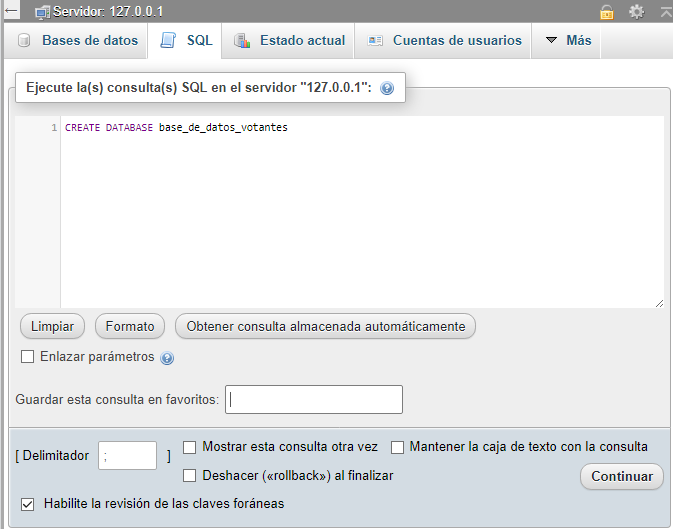 Servidor: 127.0.0.1
Bases de datos SQL Estado actual Cuentas de usuarios Más
Ejecute la(s) consulta(s) SQL en el servidor "127.0.0.1":
1 CREATE DATABASE base_de_datos_votantes
Limpiar Formato Obtener consulta almacenada automáticamente
Enlazar parámetros
Guardar esta consulta en favoritos:
[ Delimitador ; ] Mostrar esta consulta otra vez Mantener la caja de texto con la consulta
Deshacer («rollback») al finalizar Continuar
Habilite la revisión de las claves foráneas